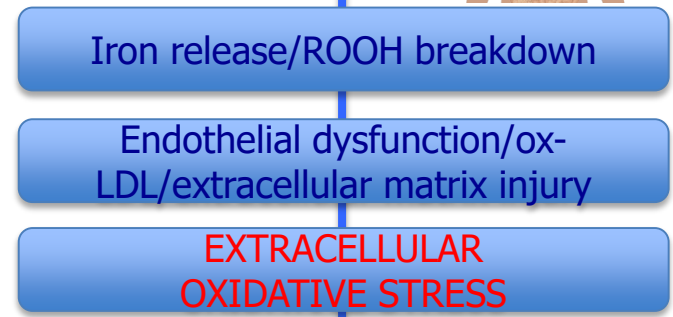 Iron release/ROOH breakdown
Endothelial dysfunction/ox-
LDL/extracellular matrix injury
EXTRACELLULAR
OXIDATIVE STRESS